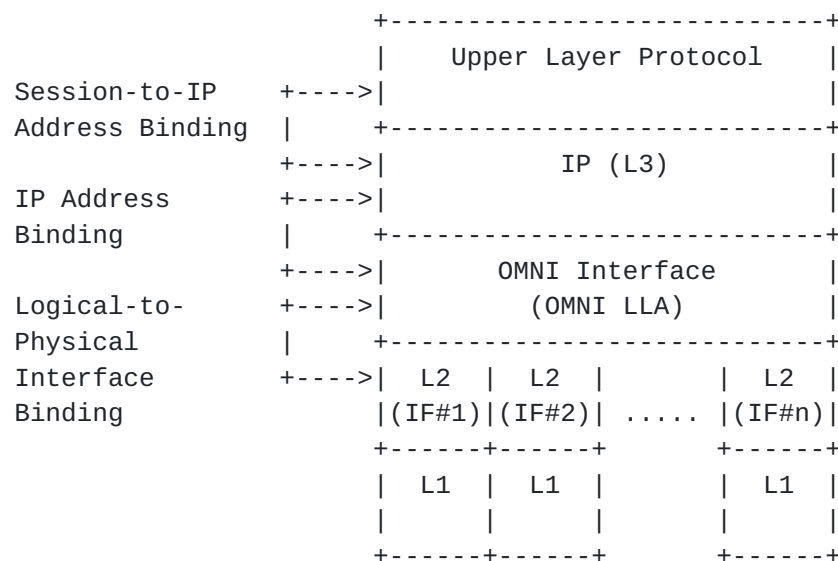 +----------------------------+
                         |    Upper Layer Protocol    |
Session-to-IP    +---->|                            |
Address Binding  |     +----------------------------+
                 +---->|           IP (L3)          |
IP Address       +---->|                            |
Binding          |     +----------------------------+
                 +---->|       OMNI Interface       |
Logical-to-      +---->|         (OMNI LLA)         |
Physical         |     +----------------------------+
Interface        +---->|  L2  |  L2  |       |  L2  |
Binding                |(IF#1)|(IF#2)| ..... |(IF#n)|
                       +------+------+       +------+
                       |  L1  |  L1  |       |  L1  |
                       |      |      |       |      |
                       +------+------+       +------+